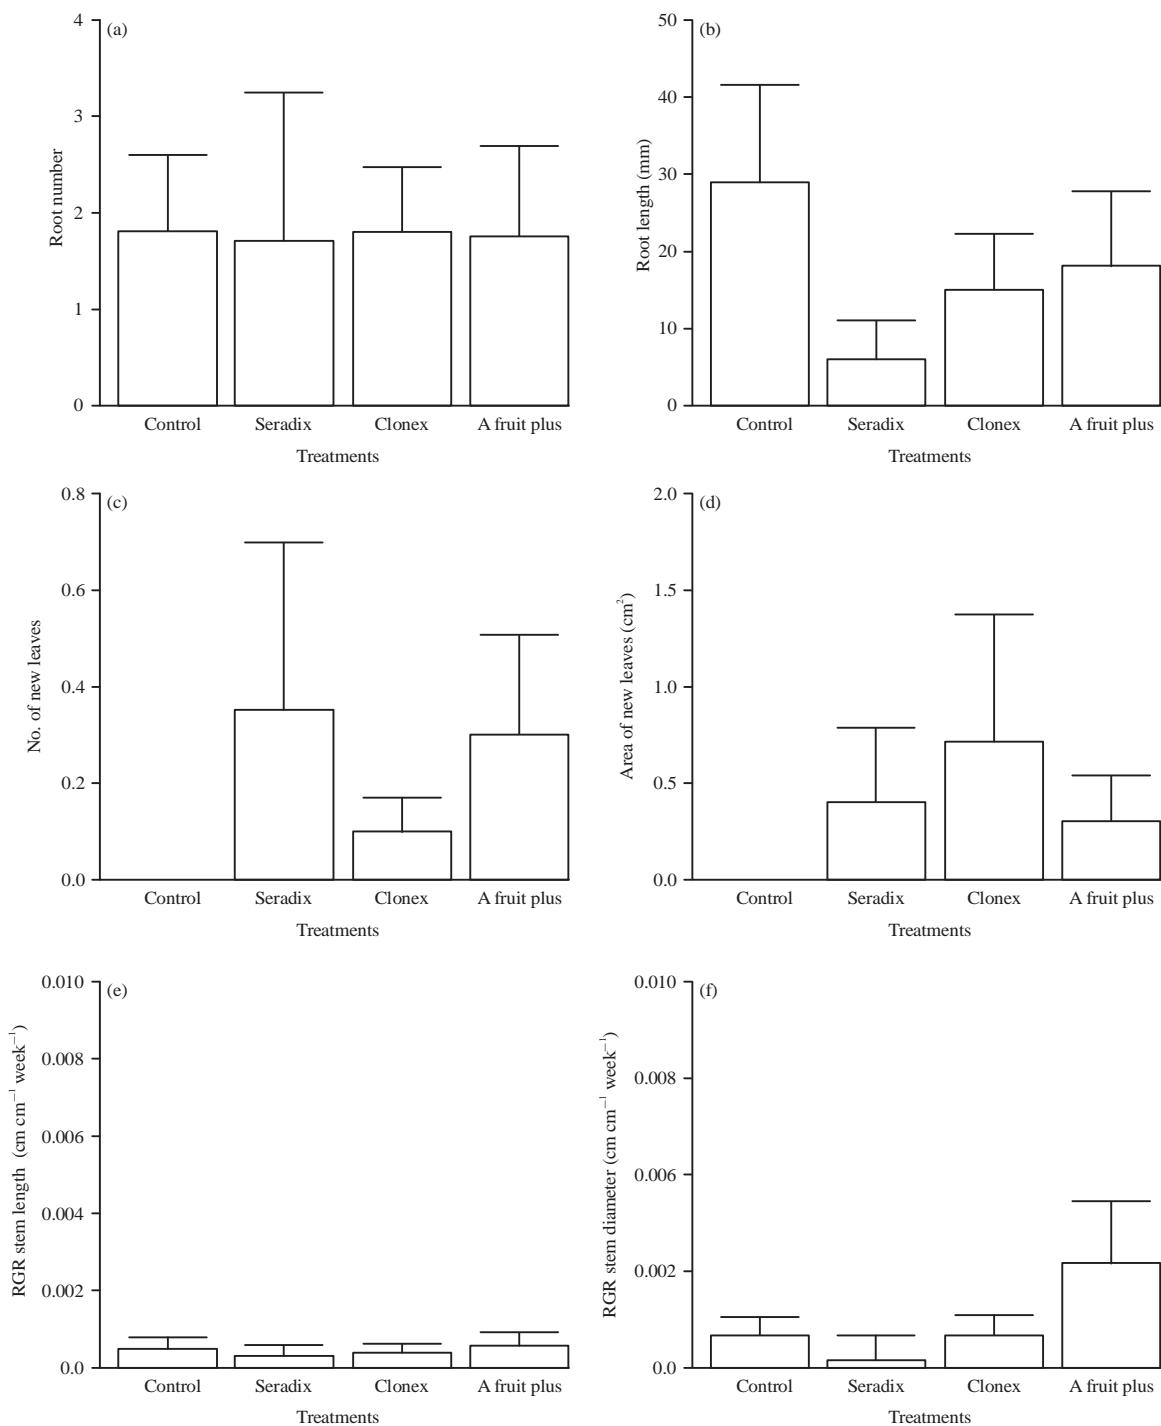 (a)
Root number
4
3
2
1
0
Control Seradix Clonex A fruit plus
Treatments
(b)
Root length (mm)
50
40
30
20
10
0
Control Seradix Clonex A fruit plus
Treatments
(c)
No. of new leaves
0.8
0.6
0.4
0.2
0.0
Control Seradix Clonex A fruit plus
Treatments
(d)
Area of new leaves (cm²)
2.0
1.5
1.0
0.5
0.0
Control Seradix Clonex A fruit plus
Treatments
(e)
RGR stem length (cm cm⁻¹ week⁻¹)
0.010
0.008
0.006
0.004
0.002
0.0
Control Seradix Clonex A fruit plus
Treatments
(f)
RGR stem diameter (cm cm⁻¹ week⁻¹)
0.010
0.008
0.006
0.002
0.0
Control Seradix Clonex A fruit plus
Treatments